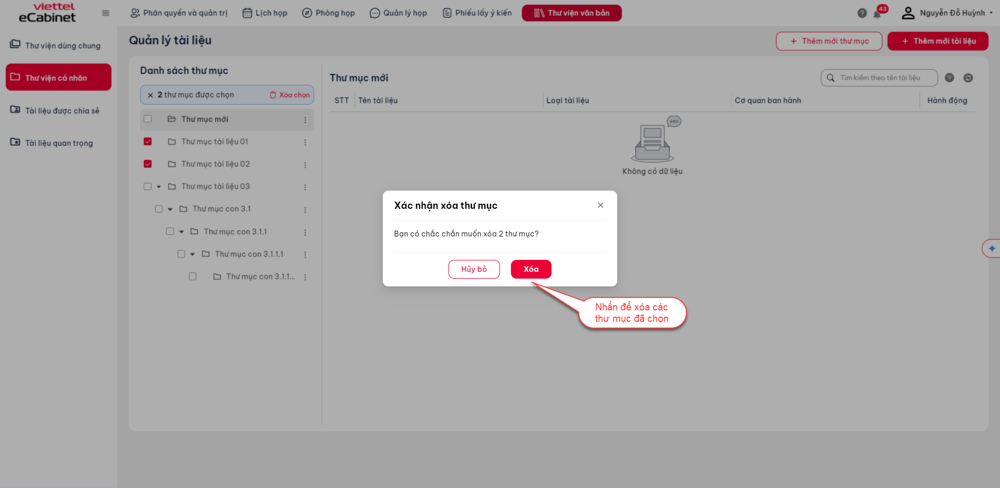 viettel
eCabinet
Phân quyền và quản trị
Lịch họp
Phòng họp
Quản lý họp
Phiếu lấy ý kiến
Thư viện văn bản
43
Nguyễn Đỗ Huỳnh
Thư viện dùng chung
Thư viện cá nhân
Tài liệu được chia sẻ
Tài liệu quan trọng
Quản lý tài liệu
+ Thêm mới thư mục
+ Thêm mới tài liệu
Danh sách thư mục
2 thư mục được chọn
Xóa chọn
Thư mục mới
Thư mục tài liệu 01
Thư mục tài liệu 02
Thư mục tài liệu 03
Thư mục con 3.1
Thư mục con 3.1.1
Thư mục con 3.1.1.1
Thư mục con 3.1.1...
Thư mục mới
Tìm kiếm theo tên tài liệu
STT
Tên tài liệu
Loại tài liệu
Cơ quan ban hành
Hành động
Không có dữ liệu
Xác nhận xóa thư mục
Bạn có chắc chắn muốn xóa 2 thư mục?
Hủy bỏ
Xóa
Nhấn để xóa các
thư mục đã chọn